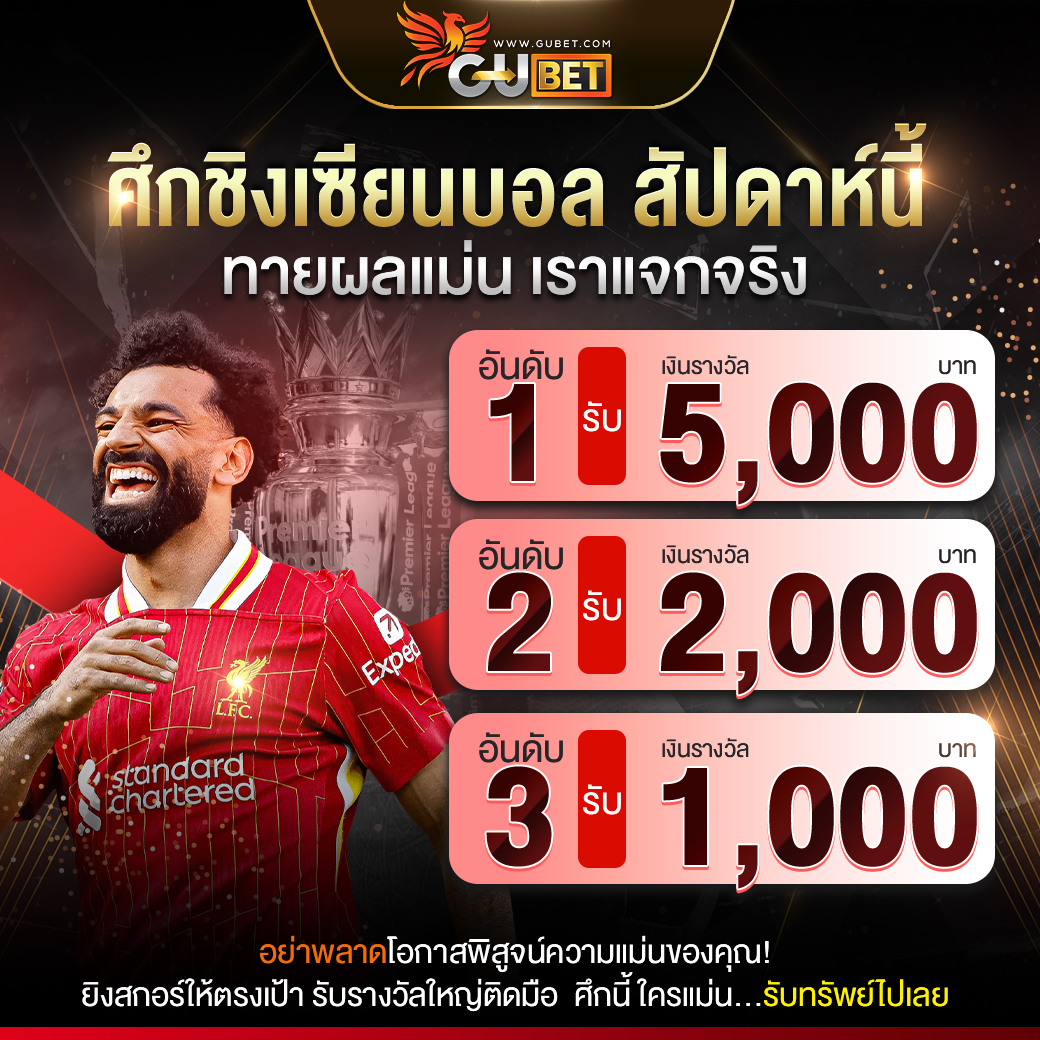 WWW.GUBET.COM
GUBET
ศึกชิงเซียนบอล สัปดาห์นี้
ทายผลแม่น เราแจกจริง
อันดับ 1 รับ เงินรางวัล 5,000 บาท
อันดับ 2 รับ เงินรางวัล 2,000 บาท
อันดับ 3 รับ เงินรางวัล 1,000 บาท
Premier League
Premier League
L.F.C.
standard
chartered
อย่าพลาดโอกาสพิสูจน์ความแม่นของคุณ!
ยิงสกอร์ให้ตรงเป้า รับรางวัลใหญ่ติดมือ ศึกนี้ ใครแม่น...รับทรัพย์ไปเลย